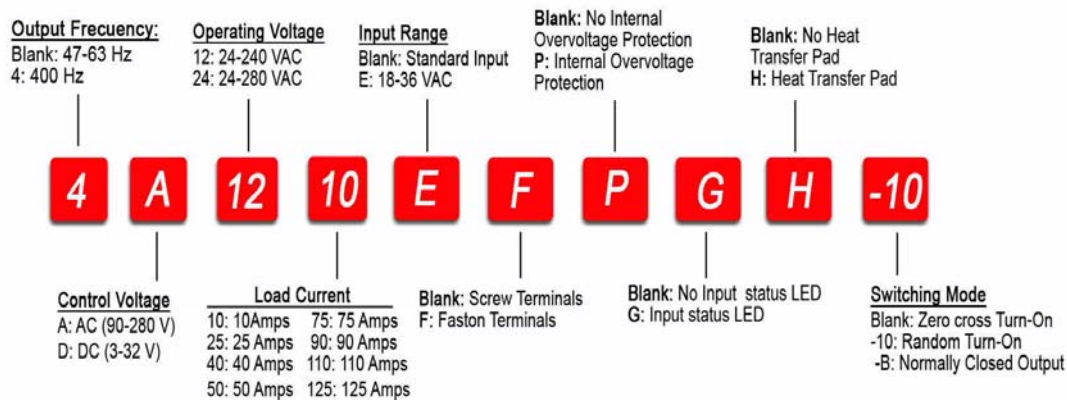 Output Frecuency:
Blank: 47-63 Hz
4: 400 Hz
Operating Voltage
12: 24-240 VAC
24: 24-280 VAC
Input Range
Blank: Standard Input
E: 18-36 VAC
Blank: No Internal
Overvoltage Protection
P: Internal Overvoltage
Protection
Blank: No Heat
Transfer Pad
H: Heat Transfer Pad
4 A 12 10 E F P G H -10
Control Voltage
A: AC (90-280 V)
D: DC (3-32 V)
Load Current
10: 10Amps 75: 75 Amps
25: 25 Amps 90: 90 Amps
40: 40 Amps 110: 110 Amps
50: 50 Amps 125: 125 Amps
Blank: Screw Terminals
F: Faston Terminals
Blank: No Input status LED
G: Input status LED
Switching Mode
Blank: Zero cross Turn-On
-10: Random Turn-On
-B: Normally Closed Output